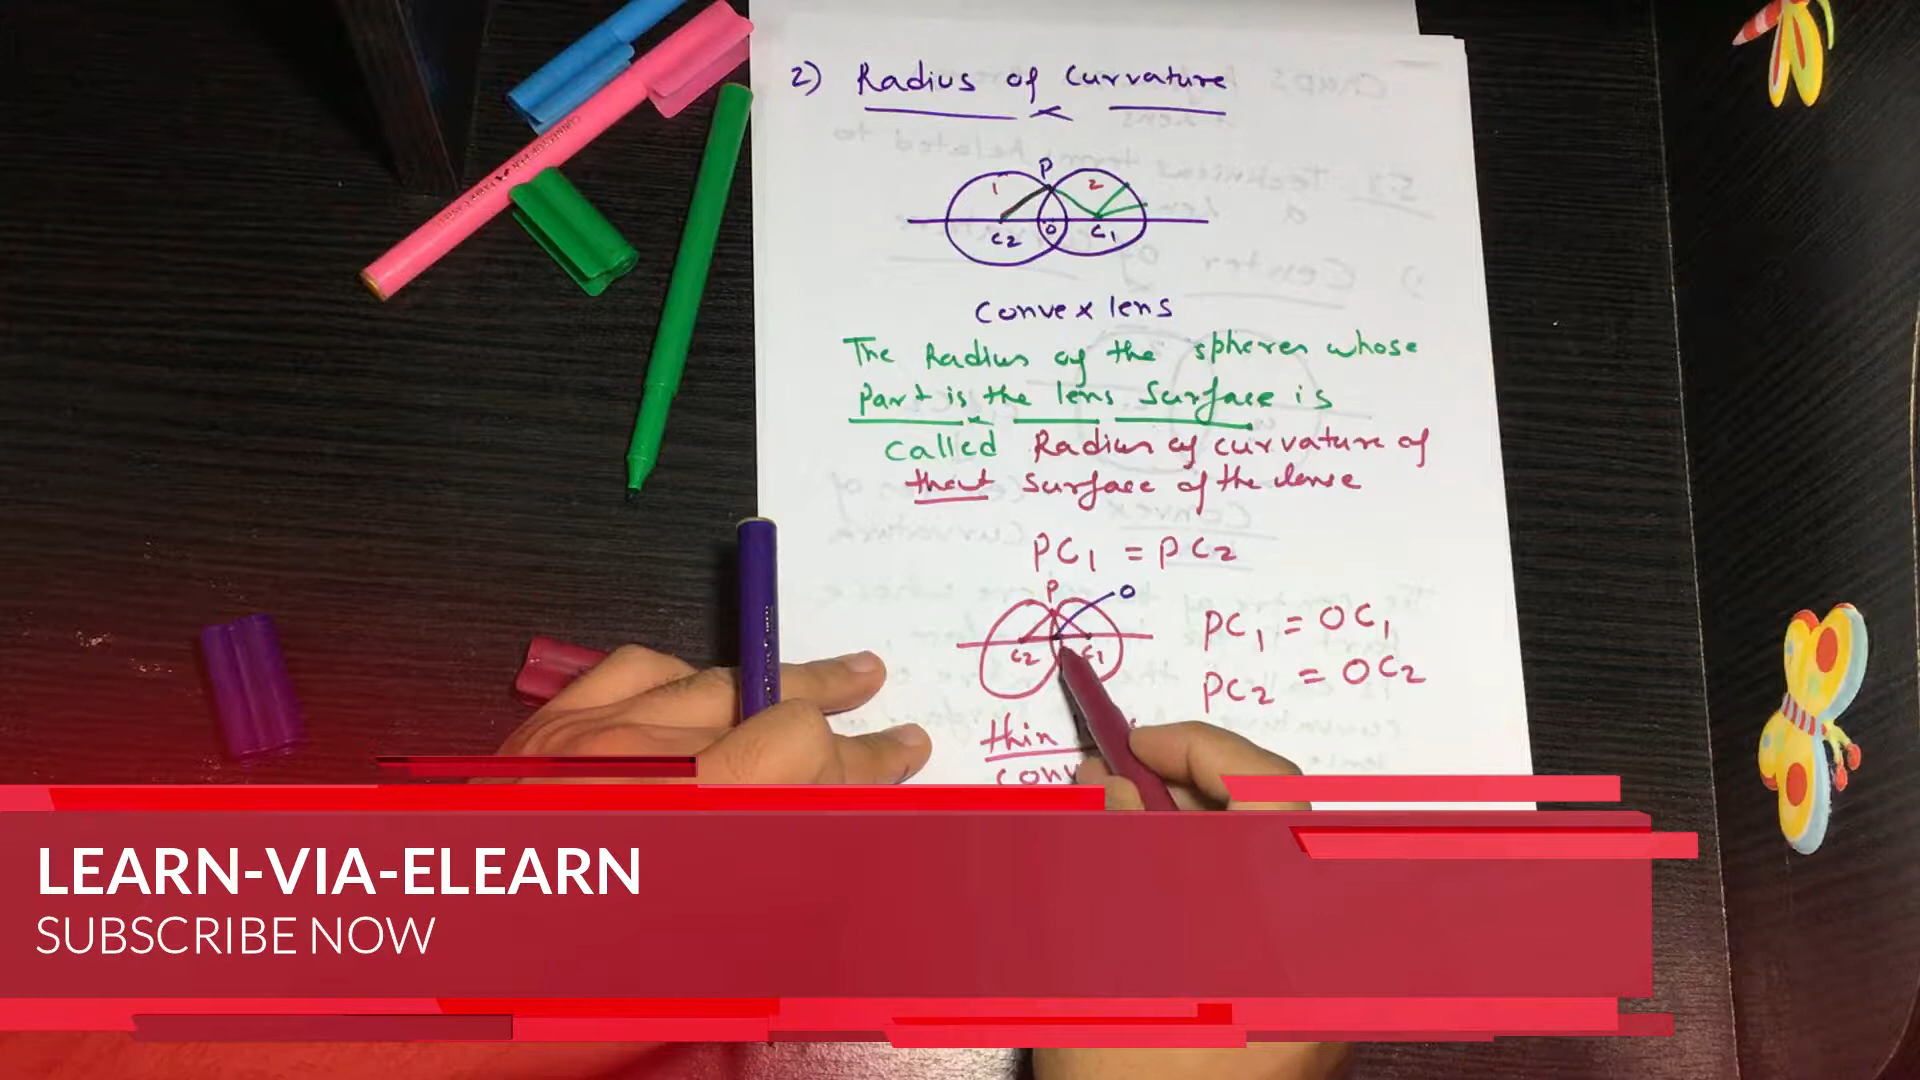 2) Radius of Curvature
P
1 2
C2 O C1
Convex lens
The Radius of the spheres whose
part is the lens surface is
called Radius of curvature of
that surface of the lense
PC1 = PC2
P O
C2 C1
PC1 = OC1
PC2 = OC2
thin
conv
LEARN-VIA-ELEARN
SUBSCRIBE NOW